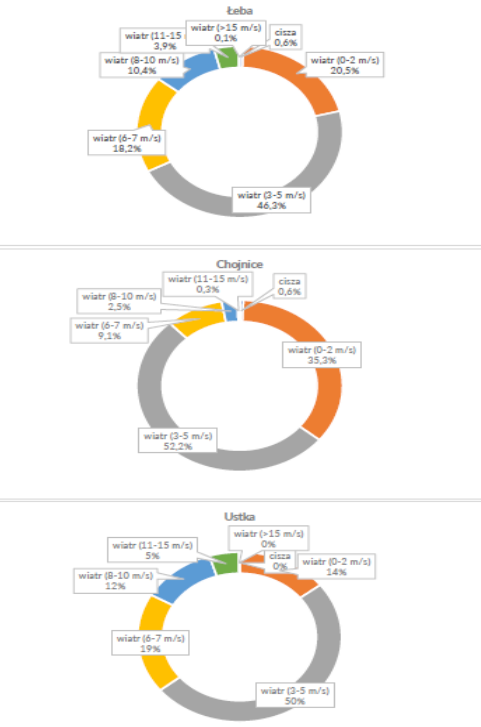 Łeba
wiatr (>15 m/s)
0,1%
cisza
0,6%
wiatr (11-15
3,9%
wiatr (8-10 m/s)
10,4%
wiatr (0-2 m/s)
20,5%
wiatr (6-7 m/s)
18,2%
wiatr (3-5 m/s)
46,3%
Chojnice
wiatr (11-15 m/s)
0,3%
cisza
0,6%
wiatr (8-10 m/s)
2,5%
wiatr (6-7 m/s)
9,1%
wiatr (0-2 m/s)
35,3%
wiatr (3-5 m/s)
52,2%
Ustka
wiatr (>15 m/s)
0%
wiatr (11-15 m/s)
5%
cisza
0%
wiatr (0-2 m/s)
14%
wiatr (8-10 m/s)
12%
wiatr (6-7 m/s)
19%
wiatr (3-5 m/s)
50%